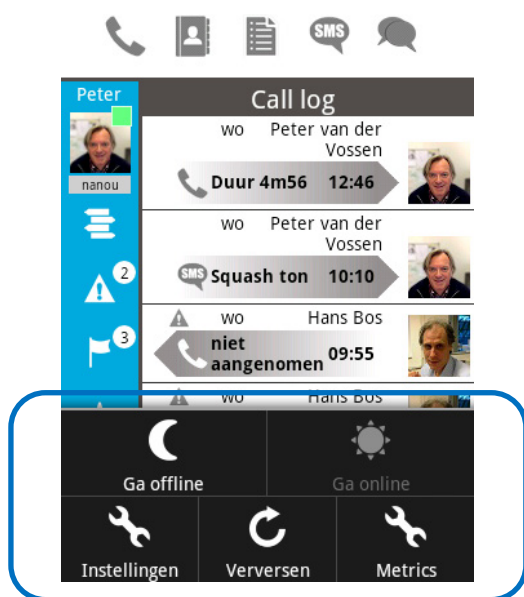 SMS
Peter
Call log
wo Peter van der
Vossen
nanou
Duur 4m56 12:46
wo Peter van der
Vossen
SMS Squash ton 10:10
2
wo Hans Bos
3
niet
aangenomen 09:55
wo Hans Bos
Ga offline Ga online
Instellingen Verversen Metrics